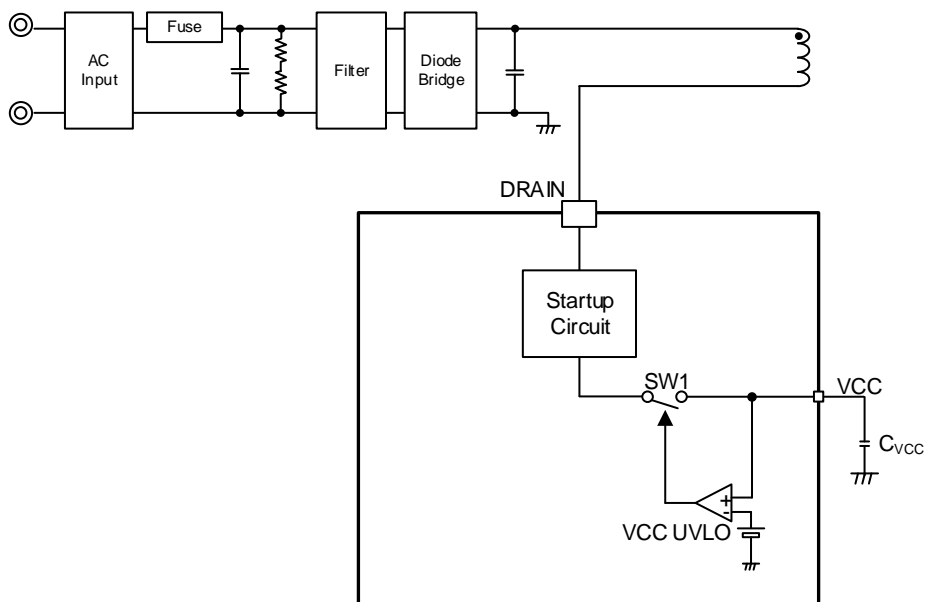 Fuse
AC
Input
Filter
Diode
Bridge
DRAIN
Startup
Circuit
SW1
VCC
CVCC
+
-
VCC UVLO